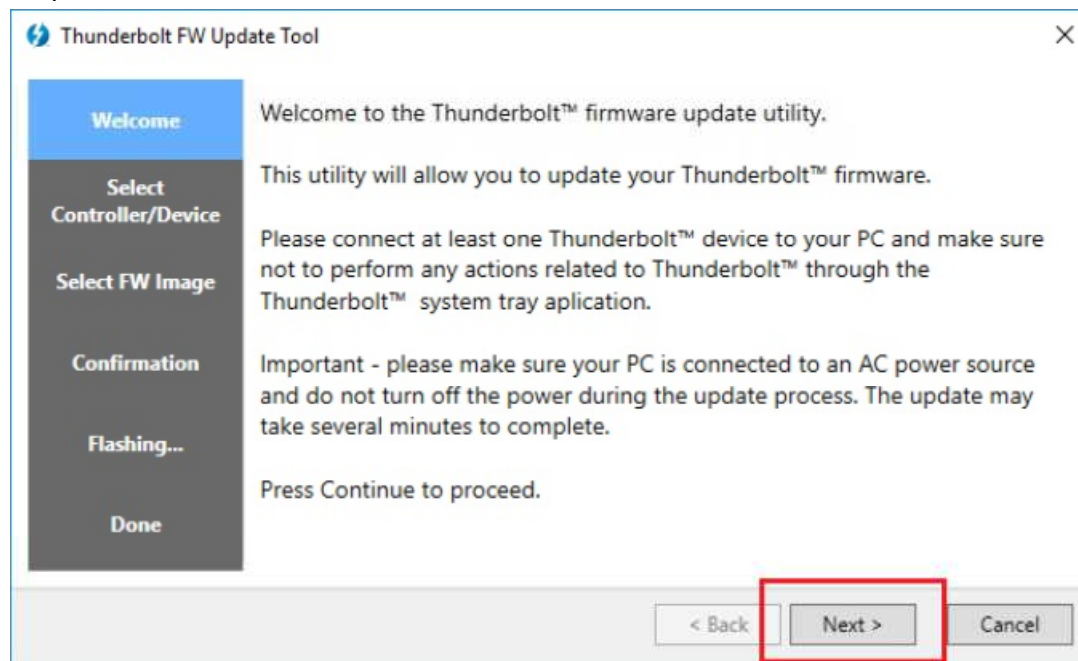 Thunderbolt FW Update Tool
Welcome
Select
Controller/Device
Select FW Image
Confirmation
Flashing...
Done
Welcome to the Thunderbolt™ firmware update utility.
This utility will allow you to update your Thunderbolt™ firmware.
Please connect at least one Thunderbolt™ device to your PC and make sure
not to perform any actions related to Thunderbolt™ through the
Thunderbolt™ system tray aplication.
Important - please make sure your PC is connected to an AC power source
and do not turn off the power during the update process. The update may
take several minutes to complete.
Press Continue to proceed.
< Back Next > Cancel